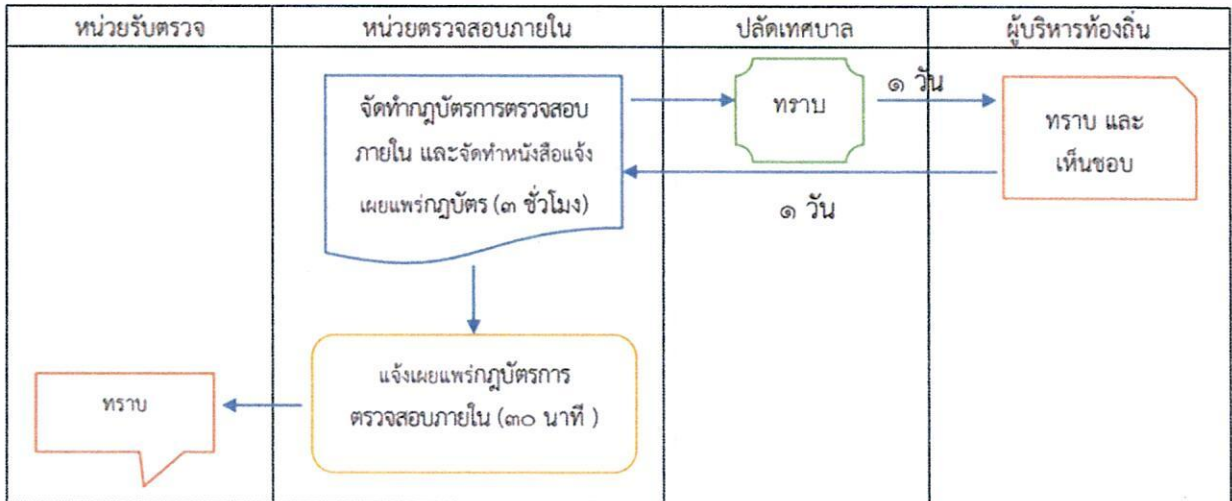 หน่วยรับตรวจ
หน่วยตรวจสอบภายใน
ปลัดเทศบาล
ผู้บริหารท้องถิ่น
จัดทำกฎบัตรการตรวจสอบ
ภายใน และจัดทำหนังสือแจ้ง
เผยแพร่กฎบัตร (๓ ชั่วโมง)
ทราบ
๑ วัน
ทราบ และ
เห็นชอบ
๑ วัน
แจ้งเผยแพร่กฎบัตรการ
ตรวจสอบภายใน (๓๐ นาที )
ทราบ